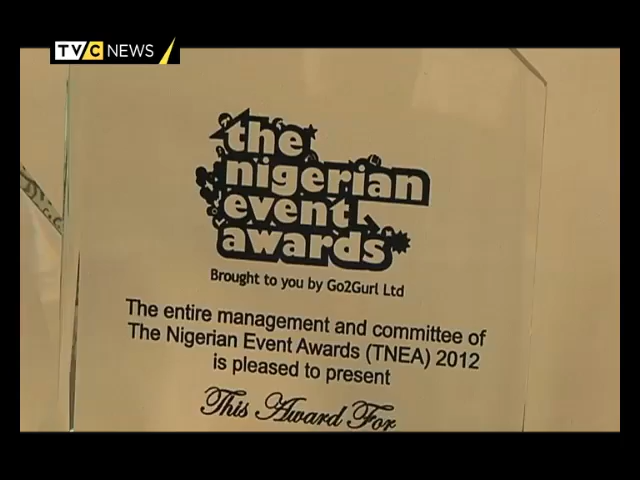 TVC NEWS
the
nigerian
event
awards
Brought to you by Go2Gurl Ltd
The entire management and committee of
The Nigerian Event Awards (TNEA) 2012
is pleased to present
This Award For